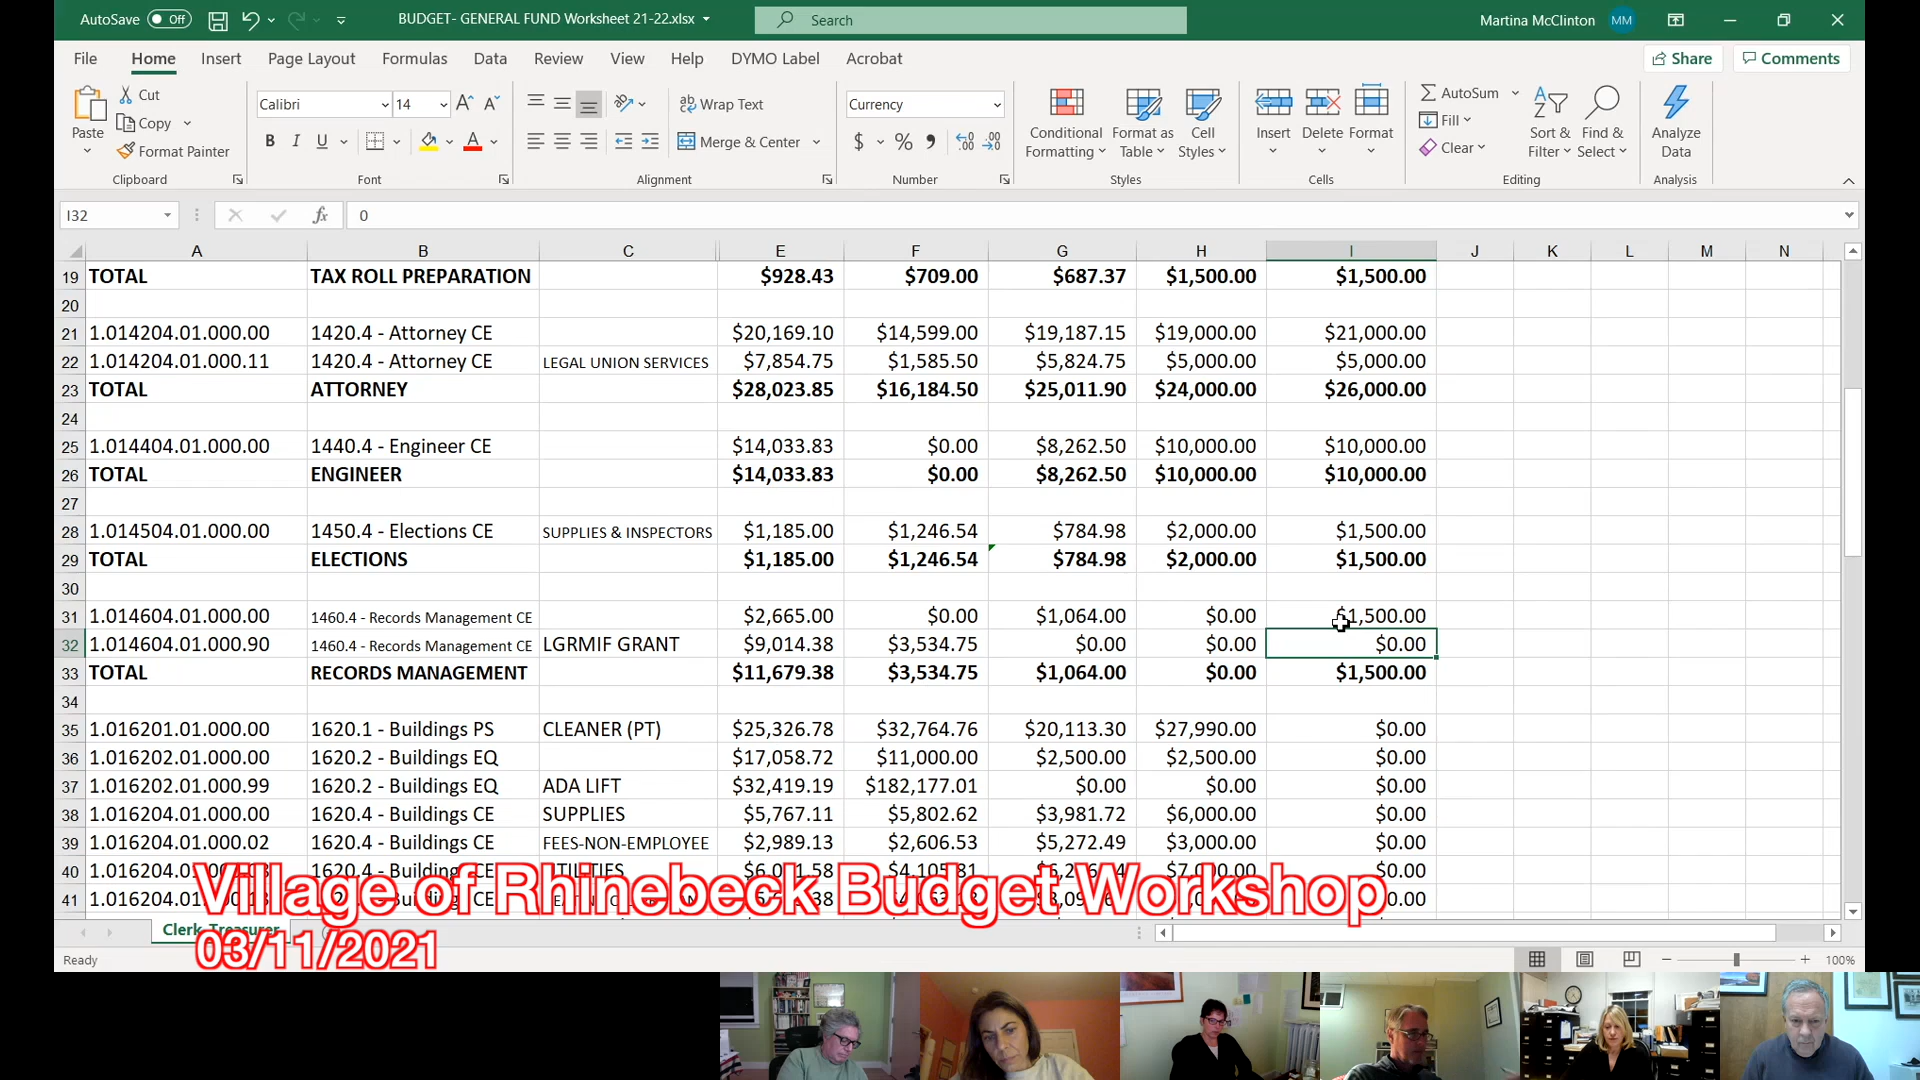 AutoSave Off BUDGET- GENERAL FUND Worksheet 21-22.xlsx Search Martina McClinton MM
File Home Insert Page Layout Formulas Data Review View Help DYMO Label Acrobat Share Comments
Paste Cut Copy Format Painter Clipboard
Calibri 14 B I U A Font
Wrap Text Merge & Center Alignment
Currency $ % Number
Conditional Formatting Format as Table Cell Styles Styles
Insert Delete Format Cells
AutoSum Fill Clear Sort & Filter Find & Select Editing
Analyze Data Analysis
I32 fx 0
A B C E F G H I J K L M N
19 TOTAL TAX ROLL PREPARATION $928.43 $709.00 $687.37 $1,500.00 $1,500.00
20
21 1.014204.01.000.00 1420.4 - Attorney CE $20,169.10 $14,599.00 $19,187.15 $19,000.00 $21,000.00
22 1.014204.01.000.11 1420.4 - Attorney CE LEGAL UNION SERVICES $7,854.75 $1,585.50 $5,824.75 $5,000.00 $5,000.00
23 TOTAL ATTORNEY $28,023.85 $16,184.50 $25,011.90 $24,000.00 $26,000.00
24
25 1.014404.01.000.00 1440.4 - Engineer CE $14,033.83 $0.00 $8,262.50 $10,000.00 $10,000.00
26 TOTAL ENGINEER $14,033.83 $0.00 $8,262.50 $10,000.00 $10,000.00
27
28 1.014504.01.000.00 1450.4 - Elections CE SUPPLIES & INSPECTORS $1,185.00 $1,246.54 $784.98 $2,000.00 $1,500.00
29 TOTAL ELECTIONS $1,185.00 $1,246.54 $784.98 $2,000.00 $1,500.00
30
31 1.014604.01.000.00 1460.4 - Records Management CE $2,665.00 $0.00 $1,064.00 $0.00 $1,500.00
32 1.014604.01.000.90 1460.4 - Records Management CE LGRMIF GRANT $9,014.38 $3,534.75 $0.00 $0.00 $0.00
33 TOTAL RECORDS MANAGEMENT $11,679.38 $3,534.75 $1,064.00 $0.00 $1,500.00
34
35 1.016201.01.000.00 1620.1 - Buildings PS CLEANER (PT) $25,326.78 $32,764.76 $20,113.30 $27,990.00 $0.00
36 1.016202.01.000.00 1620.2 - Buildings EQ $17,058.72 $11,000.00 $2,500.00 $2,500.00 $0.00
37 1.016202.01.000.99 1620.2 - Buildings EQ ADA LIFT $32,419.19 $182,177.01 $0.00 $0.00 $0.00
38 1.016204.01.000.00 1620.4 - Buildings CE SUPPLIES $5,767.11 $5,802.62 $3,981.72 $6,000.00 $0.00
39 1.016204.01.000.02 1620.4 - Buildings CE FEES-NON-EMPLOYEE $2,989.13 $2,606.53 $5,272.49 $3,000.00 $0.00
40 1620.4 - Buildings CE UTILITIES $0.00
41 $0.00
Village of Rhinebeck Budget Workshop
Clerk-Treasurer
03/11/2021
Ready 100%